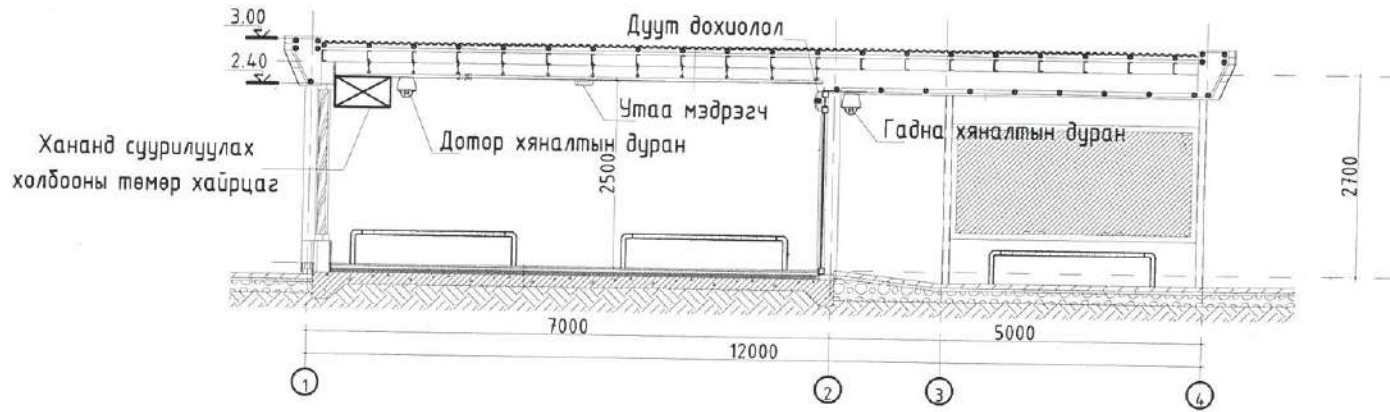 3.00
Дуут дохиолол
2.40
Утаа мэдрэгч
Гадна хяналтын дуран
Дотор хяналтын дуран
Хананд суурилуулах
холбооны төмөр хайрцаг
2500
2700
7000
5000
12000
1
2
3
4